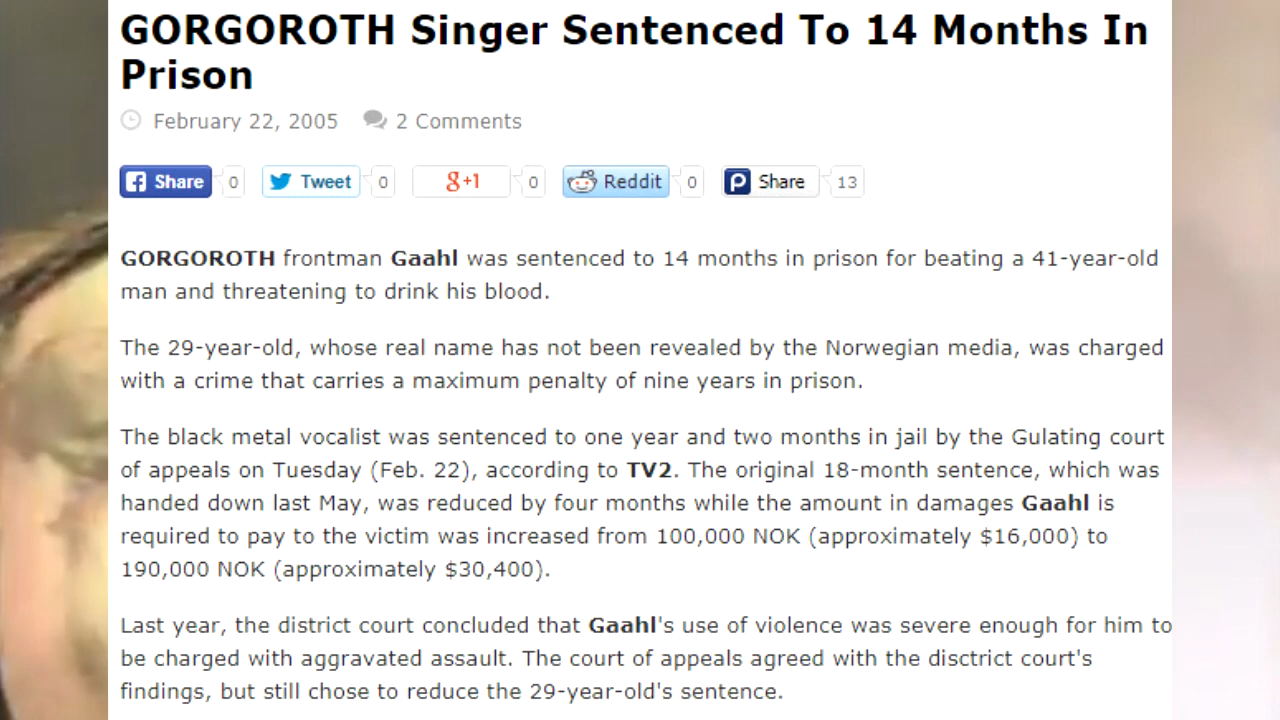 GORGOROTH Singer Sentenced To 14 Months In
Prison
February 22, 2005 2 Comments
Share 0 Tweet 0 g+1 0 Reddit 0 Share 13
GORGOROTH frontman Gaahl was sentenced to 14 months in prison for beating a 41-year-old
man and threatening to drink his blood.
The 29-year-old, whose real name has not been revealed by the Norwegian media, was charged
with a crime that carries a maximum penalty of nine years in prison.
The black metal vocalist was sentenced to one year and two months in jail by the Gulating court
of appeals on Tuesday (Feb. 22), according to TV2. The original 18-month sentence, which was
handed down last May, was reduced by four months while the amount in damages Gaahl is
required to pay to the victim was increased from 100,000 NOK (approximately $16,000) to
190,000 NOK (approximately $30,400).
Last year, the district court concluded that Gaahl's use of violence was severe enough for him to
be charged with aggravated assault. The court of appeals agreed with the disctrict court's
findings, but still chose to reduce the 29-year-old's sentence.